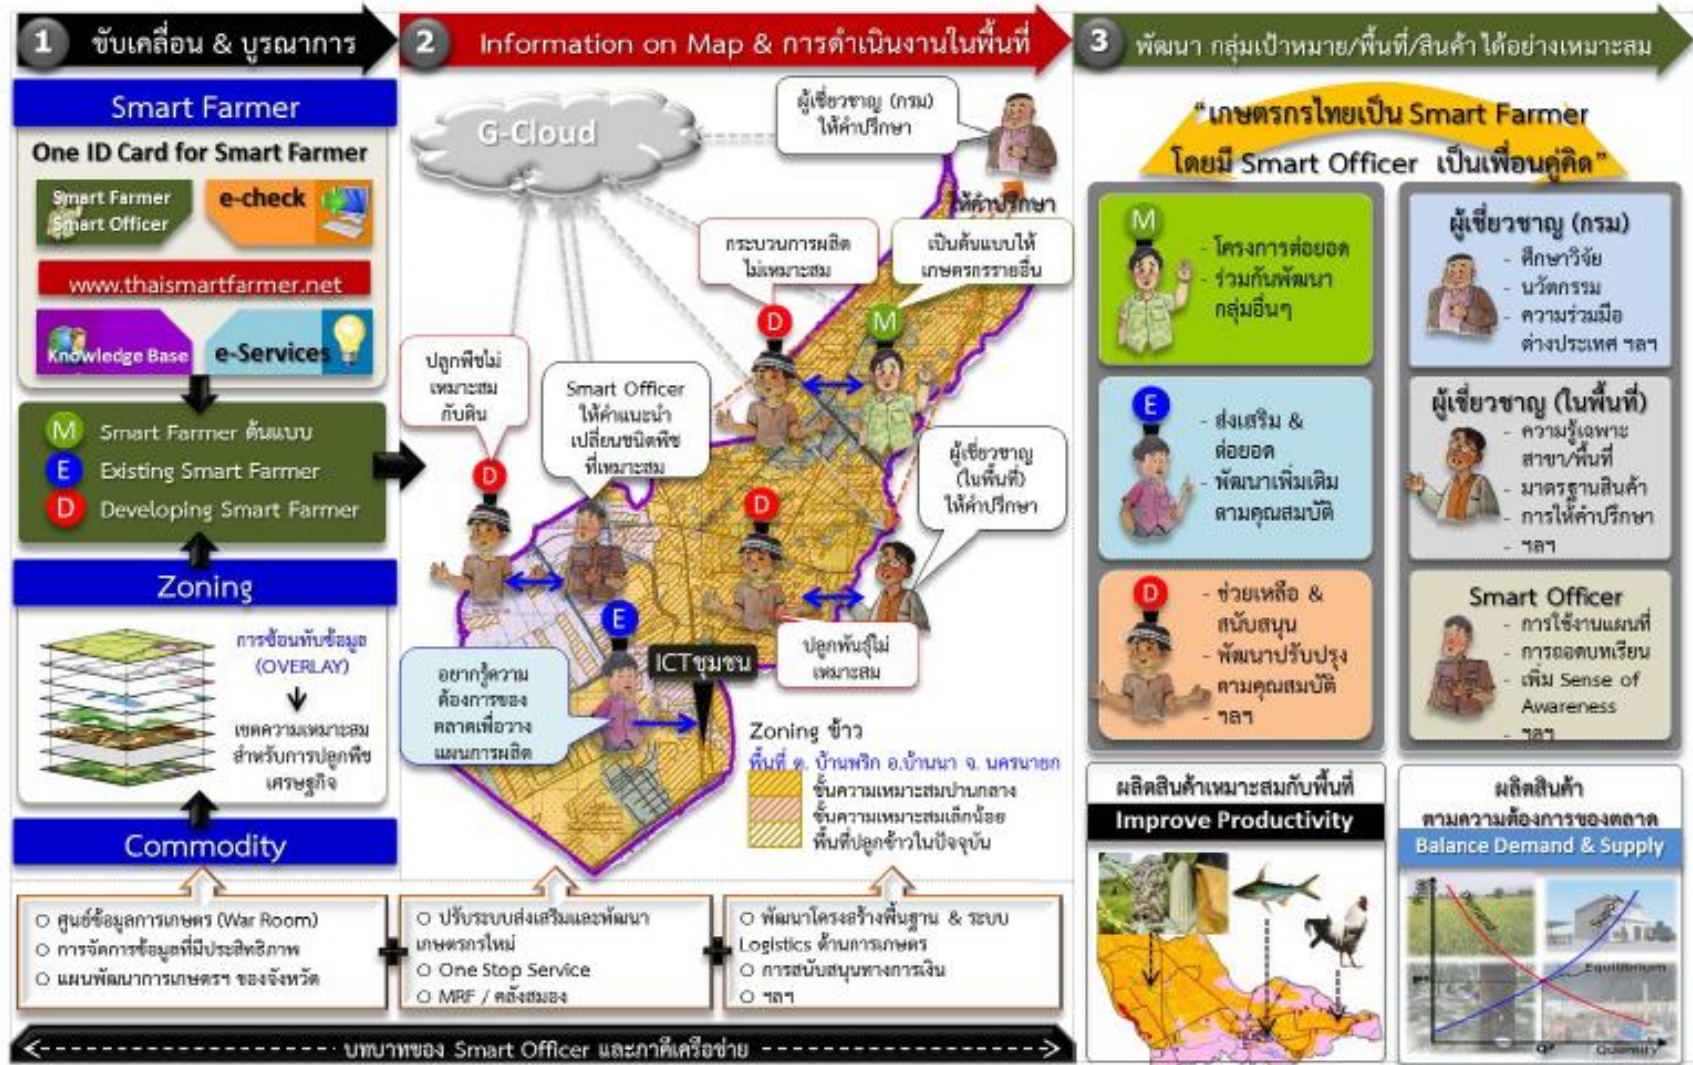 1 ขับเคลื่อน & บูรณาการ
Smart Farmer
One ID Card for Smart Farmer
Smart Farmer
Smart Officer
e-check
www.thaismartfarmer.net
Knowledge Base
e-Services
M Smart Farmer ต้นแบบ
E Existing Smart Farmer
D Developing Smart Farmer
Zoning
การซ้อนทับข้อมูล
(OVERLAY)
เขตความเหมาะสม
สำหรับการปลูกพืช
เศรษฐกิจ
Commodity
2 Information on Map & การดำเนินงานในพื้นที่
G-Cloud
ผู้เชี่ยวชาญ (กรม)
ให้คำปรึกษา
ให้คำปรึกษา
กระบวนการผลิต
ไม่เหมาะสม
เป็นต้นแบบให้
เกษตรกรรายอื่น
D
M
ปลูกพืชไม่
เหมาะสม
กับดิน
D
Smart Officer
ให้คำแนะนำ
เปลี่ยนชนิดพืช
ที่เหมาะสม
ผู้เชี่ยวชาญ
(ในพื้นที่)
ให้คำปรึกษา
D
ปลูกพันธุ์ไม่
เหมาะสม
E
ICTชุมชน
อยากรู้ความ
ต้องการของ
ตลาดเพื่อวาง
แผนการผลิต
Zoning ข้าว
พื้นที่ ต. บ้านพริก อ.บ้านนา จ. นครนายก
ชั้นความเหมาะสมปานกลาง
ชั้นความเหมาะสมเล็กน้อย
พื้นที่ปลูกข้าวในปัจจุบัน
3 พัฒนา กลุ่มเป้าหมาย/พื้นที่/สินค้า ได้อย่างเหมาะสม
“เกษตรกรไทยเป็น Smart Farmer
โดยมี Smart Officer เป็นเพื่อนคู่คิด”
M
- โครงการต่อยอด
- ร่วมกันพัฒนา
กลุ่มอื่นๆ
E
- ส่งเสริม &
ต่อยอด
- พัฒนาเพิ่มเติม
ตามคุณสมบัติ
D
- ช่วยเหลือ &
สนับสนุน
- พัฒนาปรับปรุง
ตามคุณสมบัติ
- ฯลฯ
ผู้เชี่ยวชาญ (กรม)
- ศึกษาวิจัย
- นวัตกรรม
- ความร่วมมือ
ต่างประเทศ ฯลฯ
ผู้เชี่ยวชาญ (ในพื้นที่)
- ความรู้เฉพาะ
สาขา/พื้นที่
- มาตรฐานสินค้า
- การให้คำปรึกษา
- ฯลฯ
Smart Officer
- การใช้งานแผนที่
- การถอดบทเรียน
- เพิ่ม Sense of
Awareness
- ฯลฯ
ผลิตสินค้าเหมาะสมกับพื้นที่
Improve Productivity
ผลิตสินค้า
ตามความต้องการของตลาด
Balance Demand & Supply
Demand
Supply
Equilibrium
Quantity
○ ศูนย์ข้อมูลการเกษตร (War Room)
○ การจัดการข้อมูลที่มีประสิทธิภาพ
○ แผนพัฒนาการเกษตรฯ ของจังหวัด
○ ปรับระบบส่งเสริมและพัฒนา
เกษตรกรใหม่
○ One Stop Service
○ MRF / คลังสมอง
○ พัฒนาโครงสร้างพื้นฐาน & ระบบ
Logistics ด้านการเกษตร
○ การสนับสนุนทางการเงิน
○ ฯลฯ
บทบาทของ Smart Officer และภาคีเครือข่าย